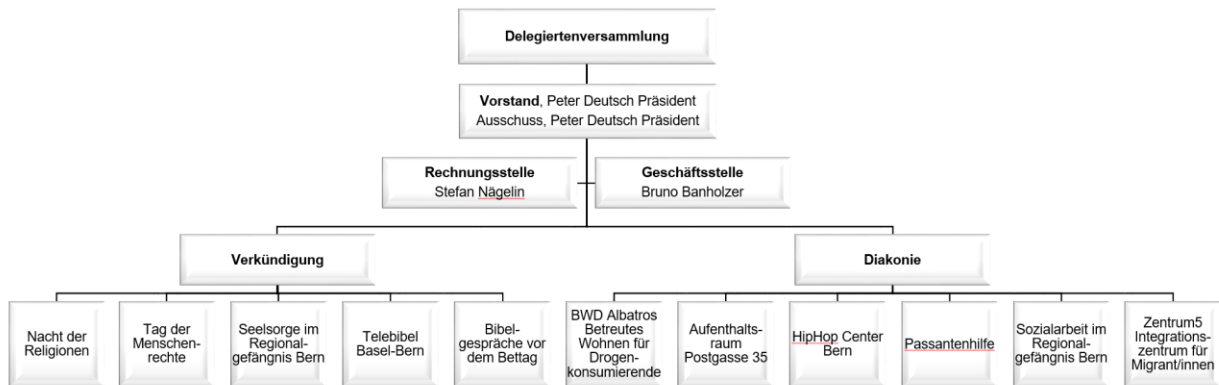 Delegiertenversammlung
Vorstand, Peter Deutsch Präsident
Ausschuss, Peter Deutsch Präsident
Rechnungsstelle
Stefan Nägelin
Geschäftsstelle
Bruno Banholzer
Verkündigung
Diakonie
Nacht der
Religionen
Tag der
Menschen-
rechte
Seelsorge im
Regional-
gefängnis Bern
Telebibel
Basel-Bern
Bibel-
gespräche vor
dem Bettag
BWD Albatros
Betreutes
Wohnen für
Drogen-
konsumierende
Aufenthalts-
raum
Postgasse 35
HipHop Center
Bern
Passantenhilfe
Sozialarbeit im
Regional-
gefängnis Bern
Zentrum5
Integrations-
zentrum für
Migrant/innen